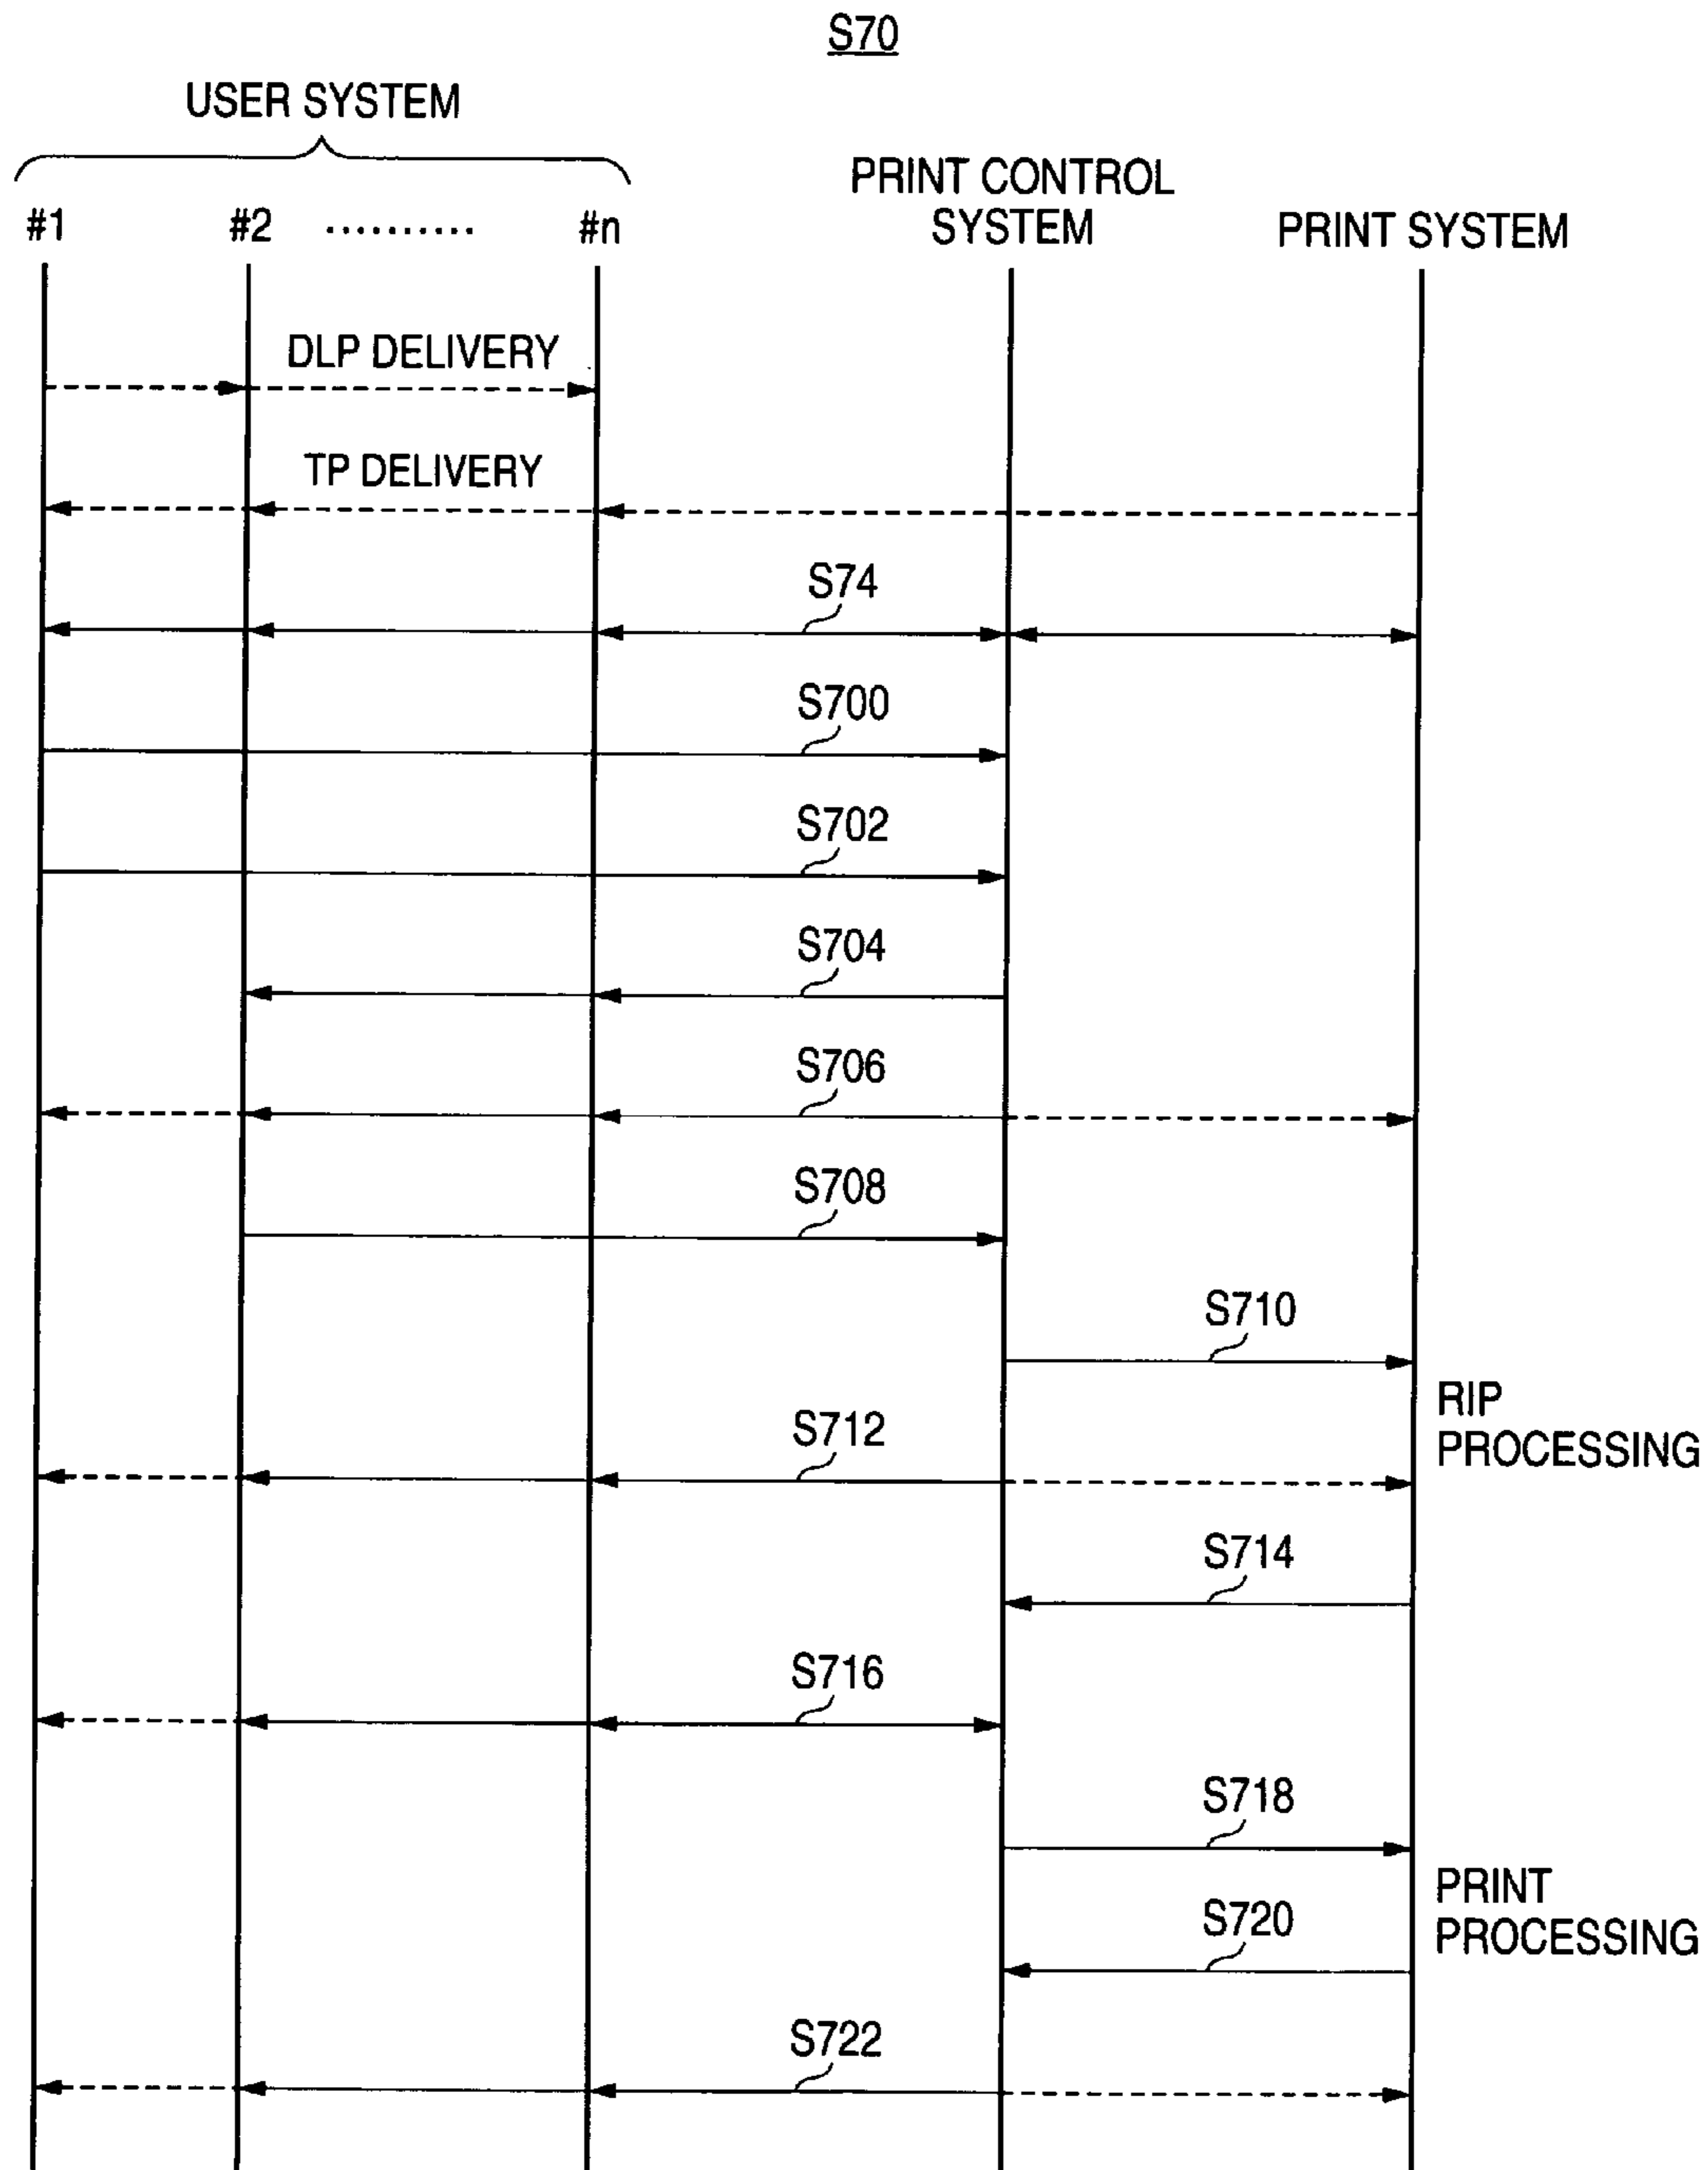 S70
USER SYSTEM
PRINT CONTROL
SYSTEM
PRINT SYSTEM
#1
#2
..........
#n
DLP DELIVERY
TP DELIVERY
S74
S700
S702
S704
S706
S708
S710
RIP
PROCESSING
S712
S714
S716
S718
PRINT
PROCESSING
S720
S722